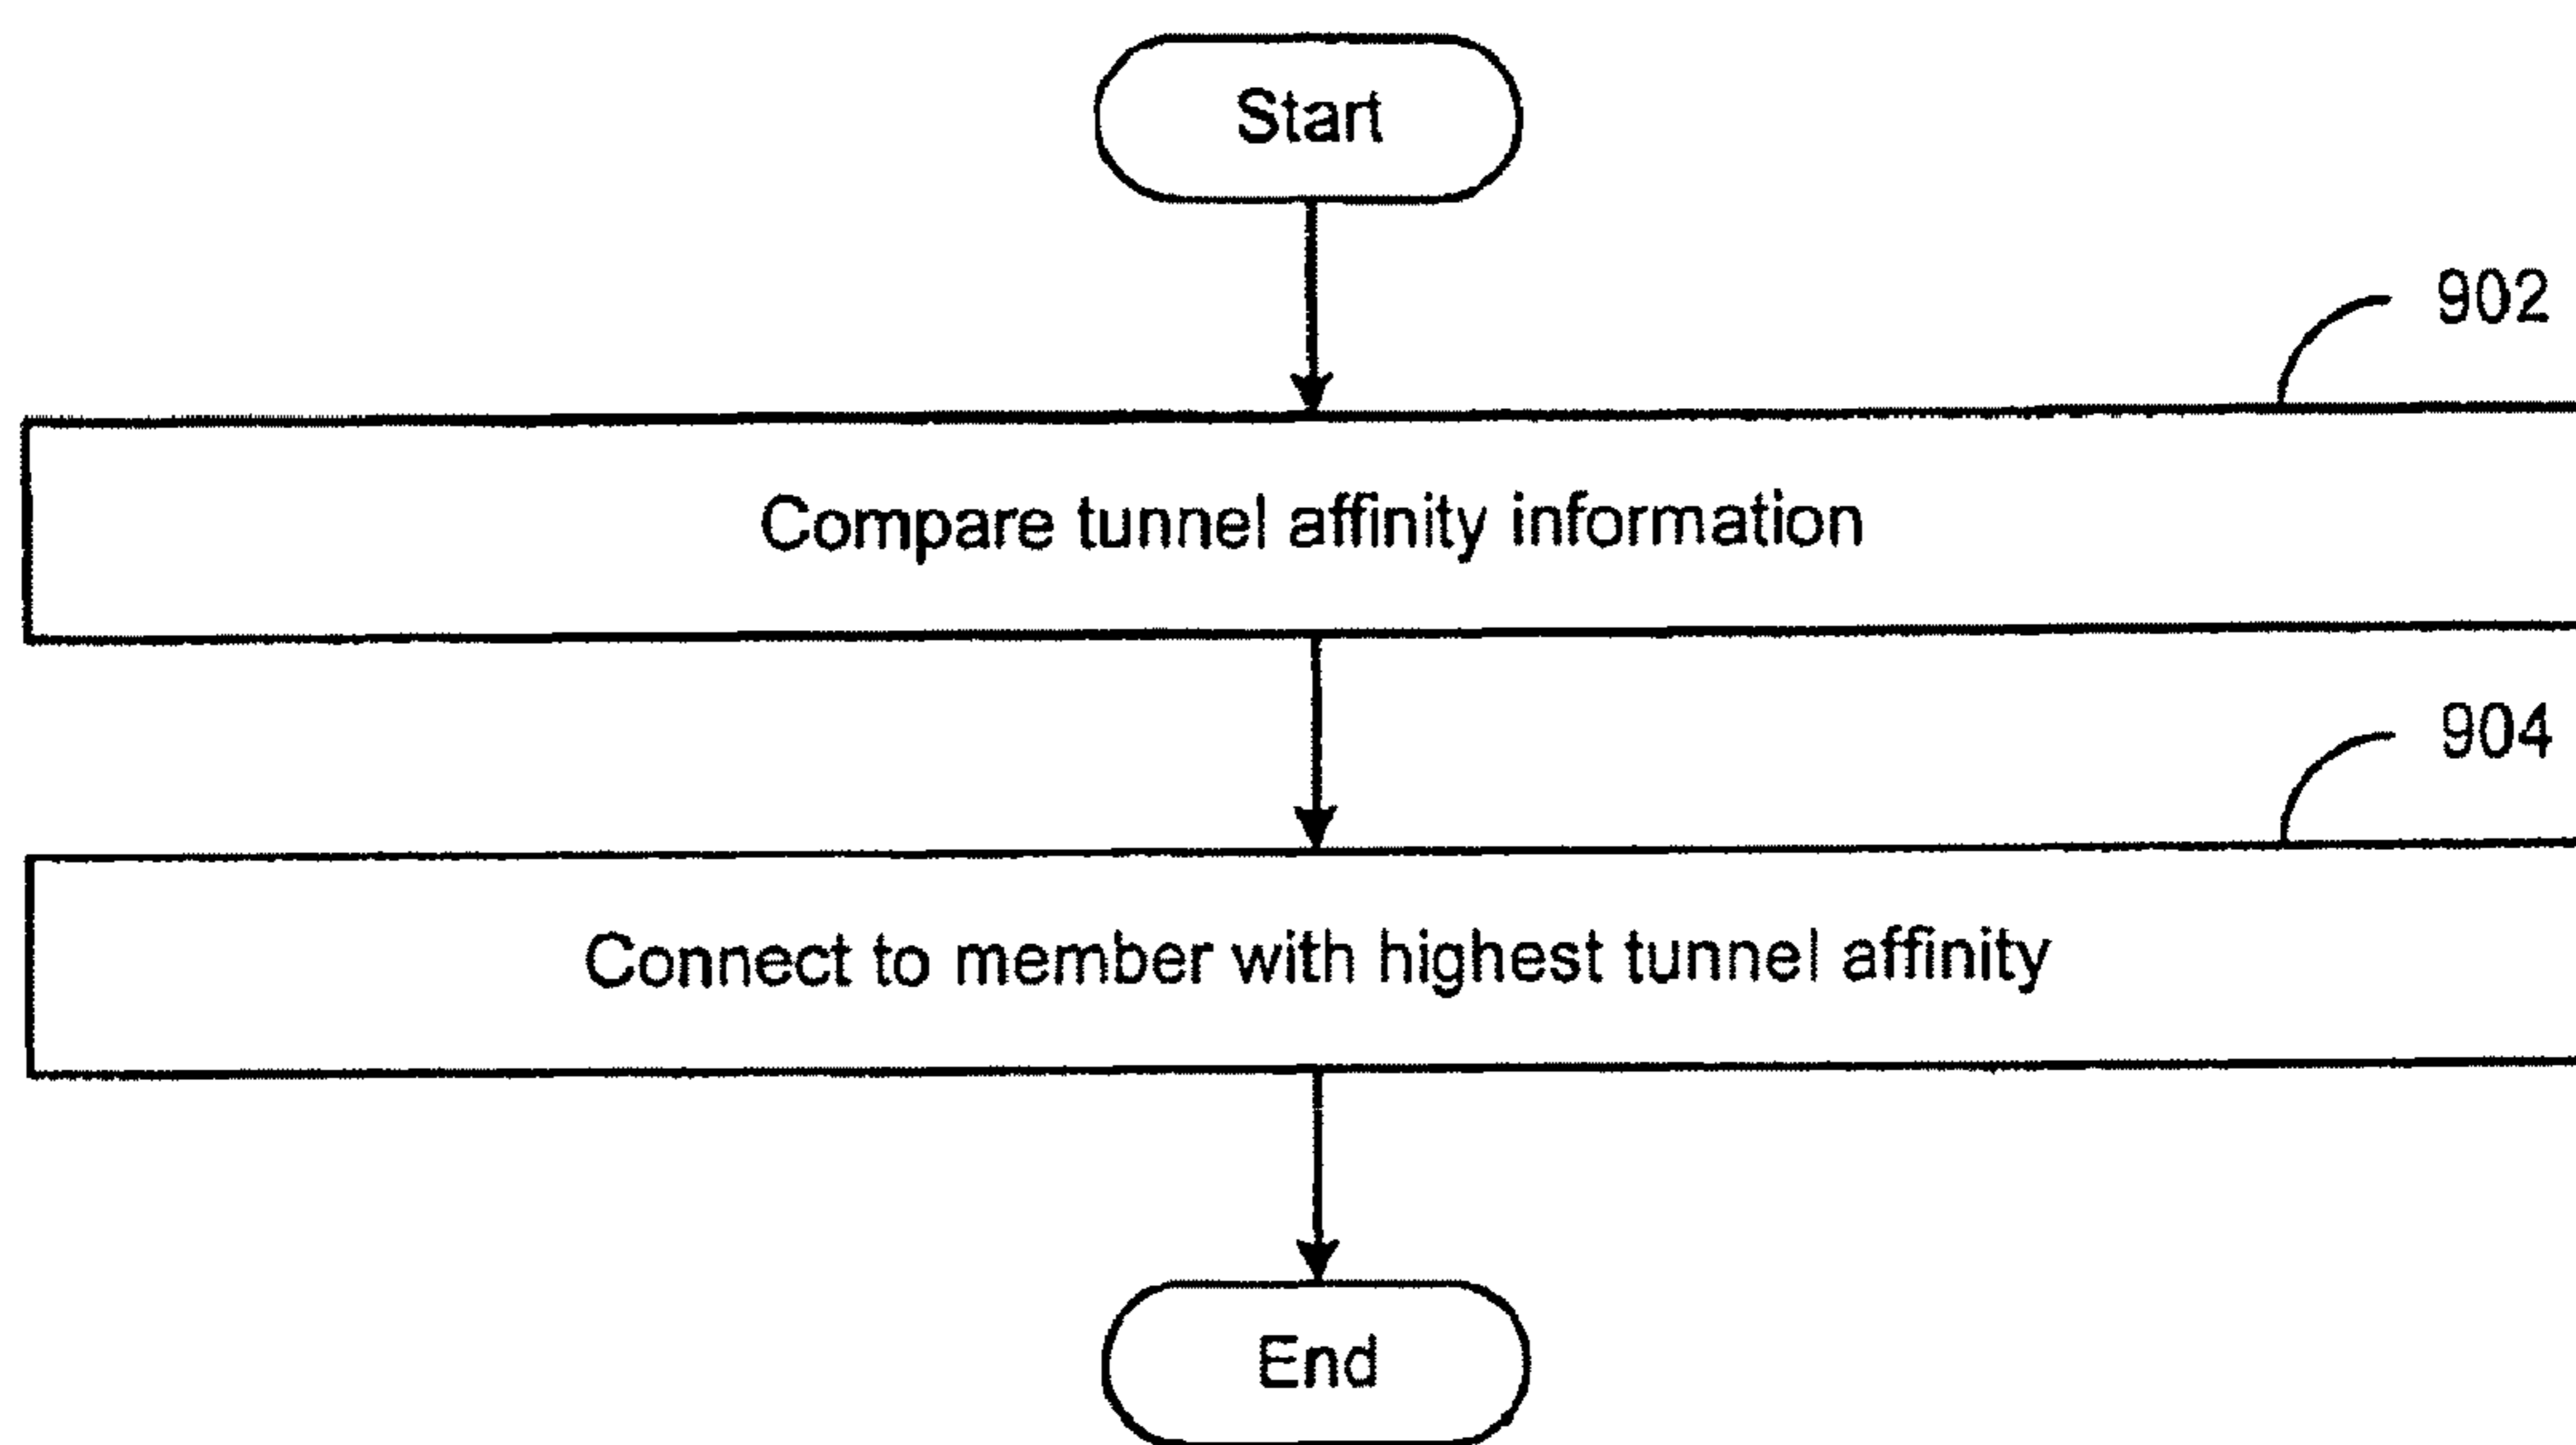 Start
902
Compare tunnel affinity information
904
Connect to member with highest tunnel affinity
End